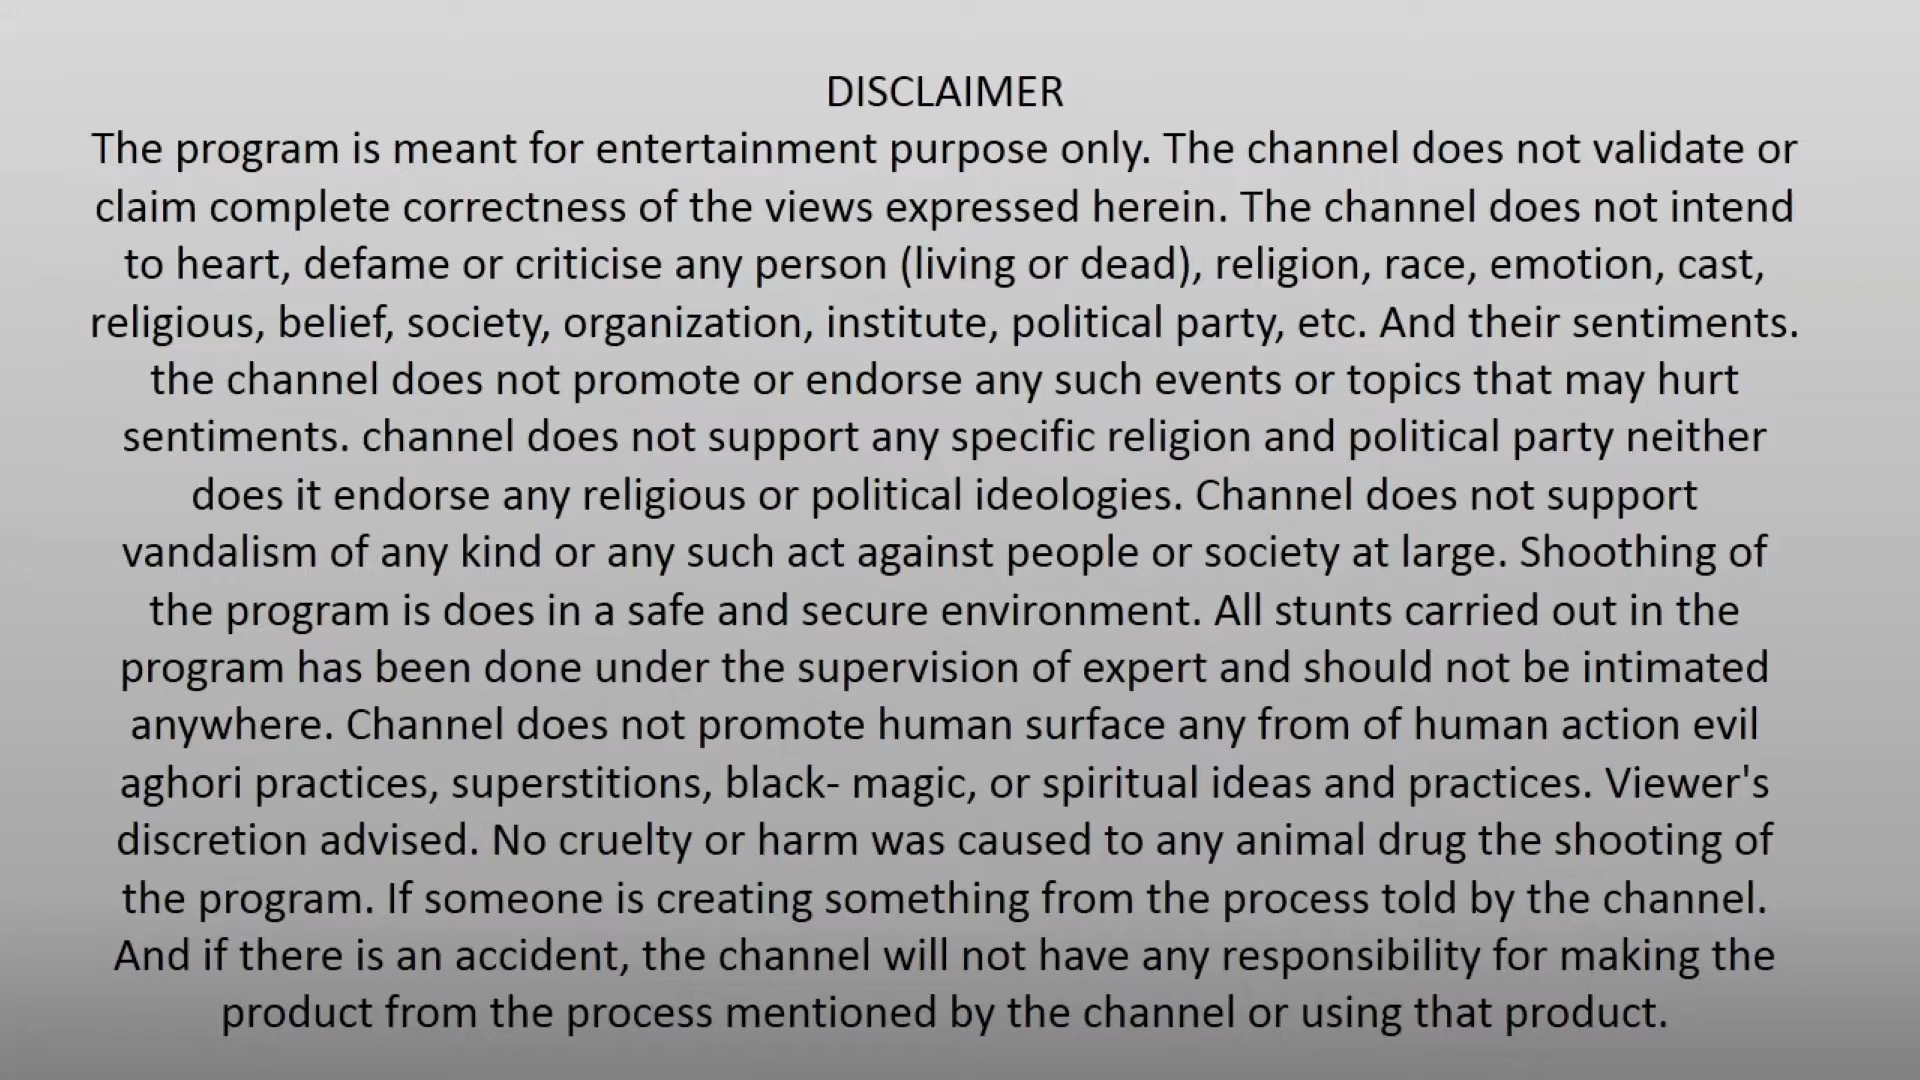 DISCLAIMER
The program is meant for entertainment purpose only. The channel does not validate or
claim complete correctness of the views expressed herein. The channel does not intend
to heart, defame or criticise any person (living or dead), religion, race, emotion, cast,
religious, belief, society, organization, institute, political party, etc. And their sentiments.
the channel does not promote or endorse any such events or topics that may hurt
sentiments. channel does not support any specific religion and political party neither
does it endorse any religious or political ideologies. Channel does not support
vandalism of any kind or any such act against people or society at large. Shoothing of
the program is does in a safe and secure environment. All stunts carried out in the
program has been done under the supervision of expert and should not be intimated
anywhere. Channel does not promote human surface any from of human action evil
aghori practices, superstitions, black- magic, or spiritual ideas and practices. Viewer's
discretion advised. No cruelty or harm was caused to any animal drug the shooting of
the program. If someone is creating something from the process told by the channel.
And if there is an accident, the channel will not have any responsibility for making the
product from the process mentioned by the channel or using that product.